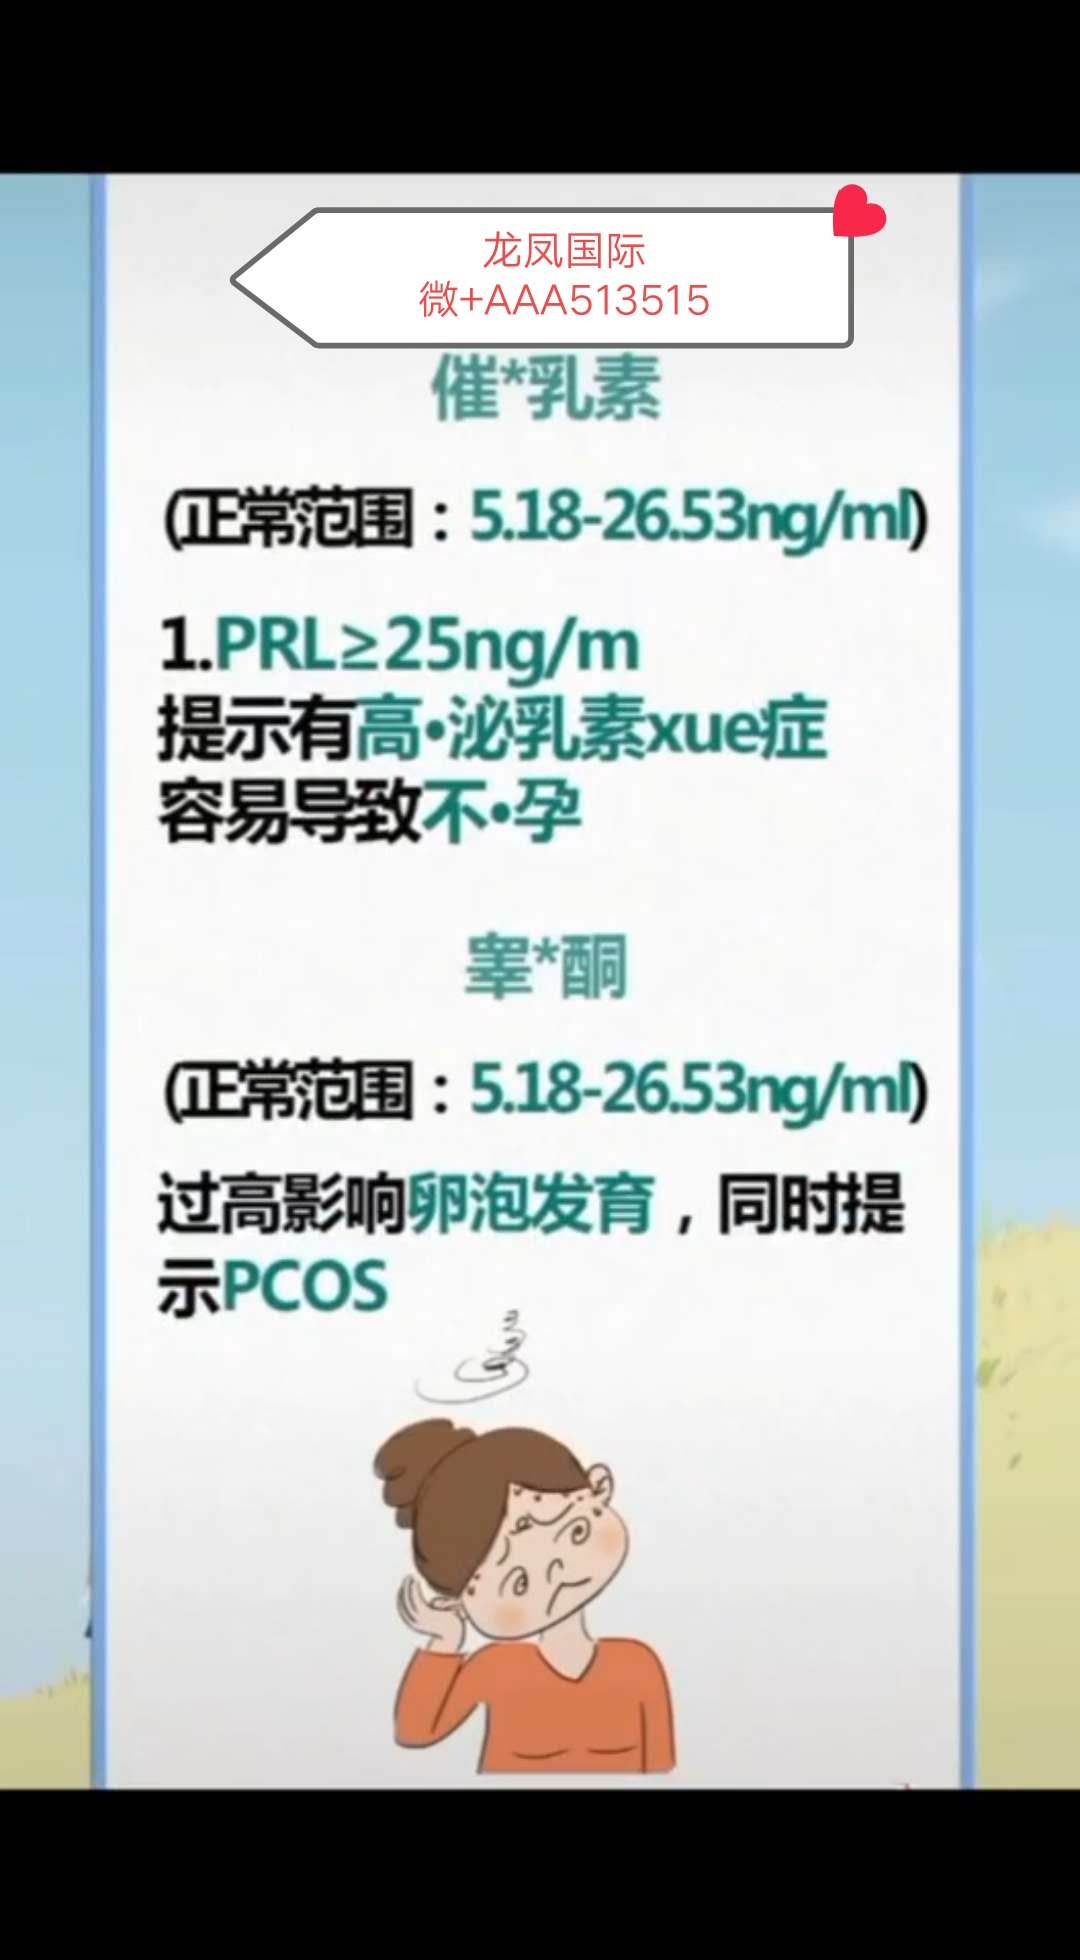 龙凤国际
微+AAA513515
催*乳素
(正常范围：5.18-26.53ng/ml)
1.PRL≥25ng/m
提示有高·泌乳素xue症
容易导致不·孕
睾*酮
(正常范围：5.18-26.53ng/ml)
过高影响卵泡发育，同时提
示PCOS